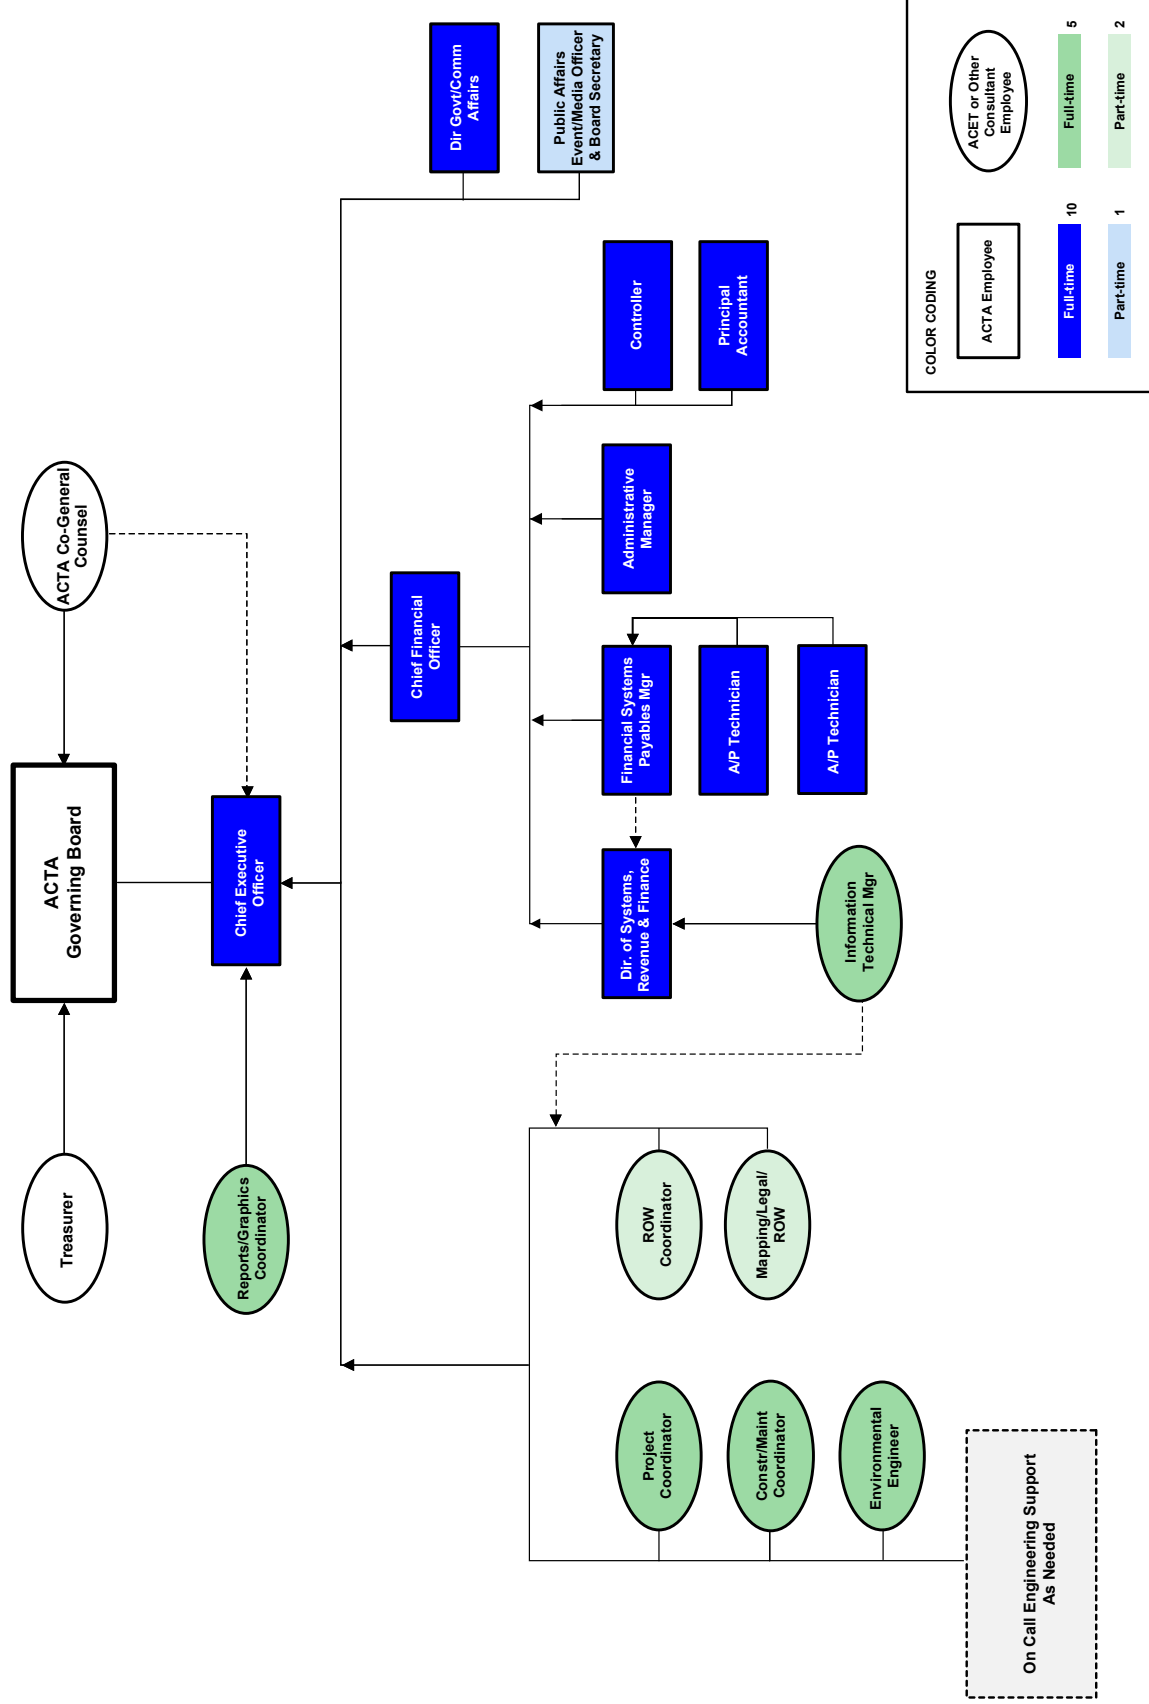 ACTA
Governing Board
Treasurer
ACTA Co-General
Counsel
Reports/Graphics
Coordinator
Chief Executive
Officer
Chief Financial
Officer
Dir Govt/Comm
Affairs
Public Affairs
Event/Media Officer
& Board Secretary
Project
Coordinator
Constr/Maint
Coordinator
Environmental
Engineer
On Call Engineering Support
As Needed
ROW
Coordinator
Mapping/Legal/
ROW
Dir. of Systems,
Revenue & Finance
Information
Technical Mgr
Financial Systems
Payables Mgr
A/P Technician
A/P Technician
Administrative
Manager
Controller
Principal
Accountant
COLOR CODING
ACTA Employee
ACET or Other
Consultant
Employee
Full-time 10
Full-time 5
Part-time 1
Part-time 2